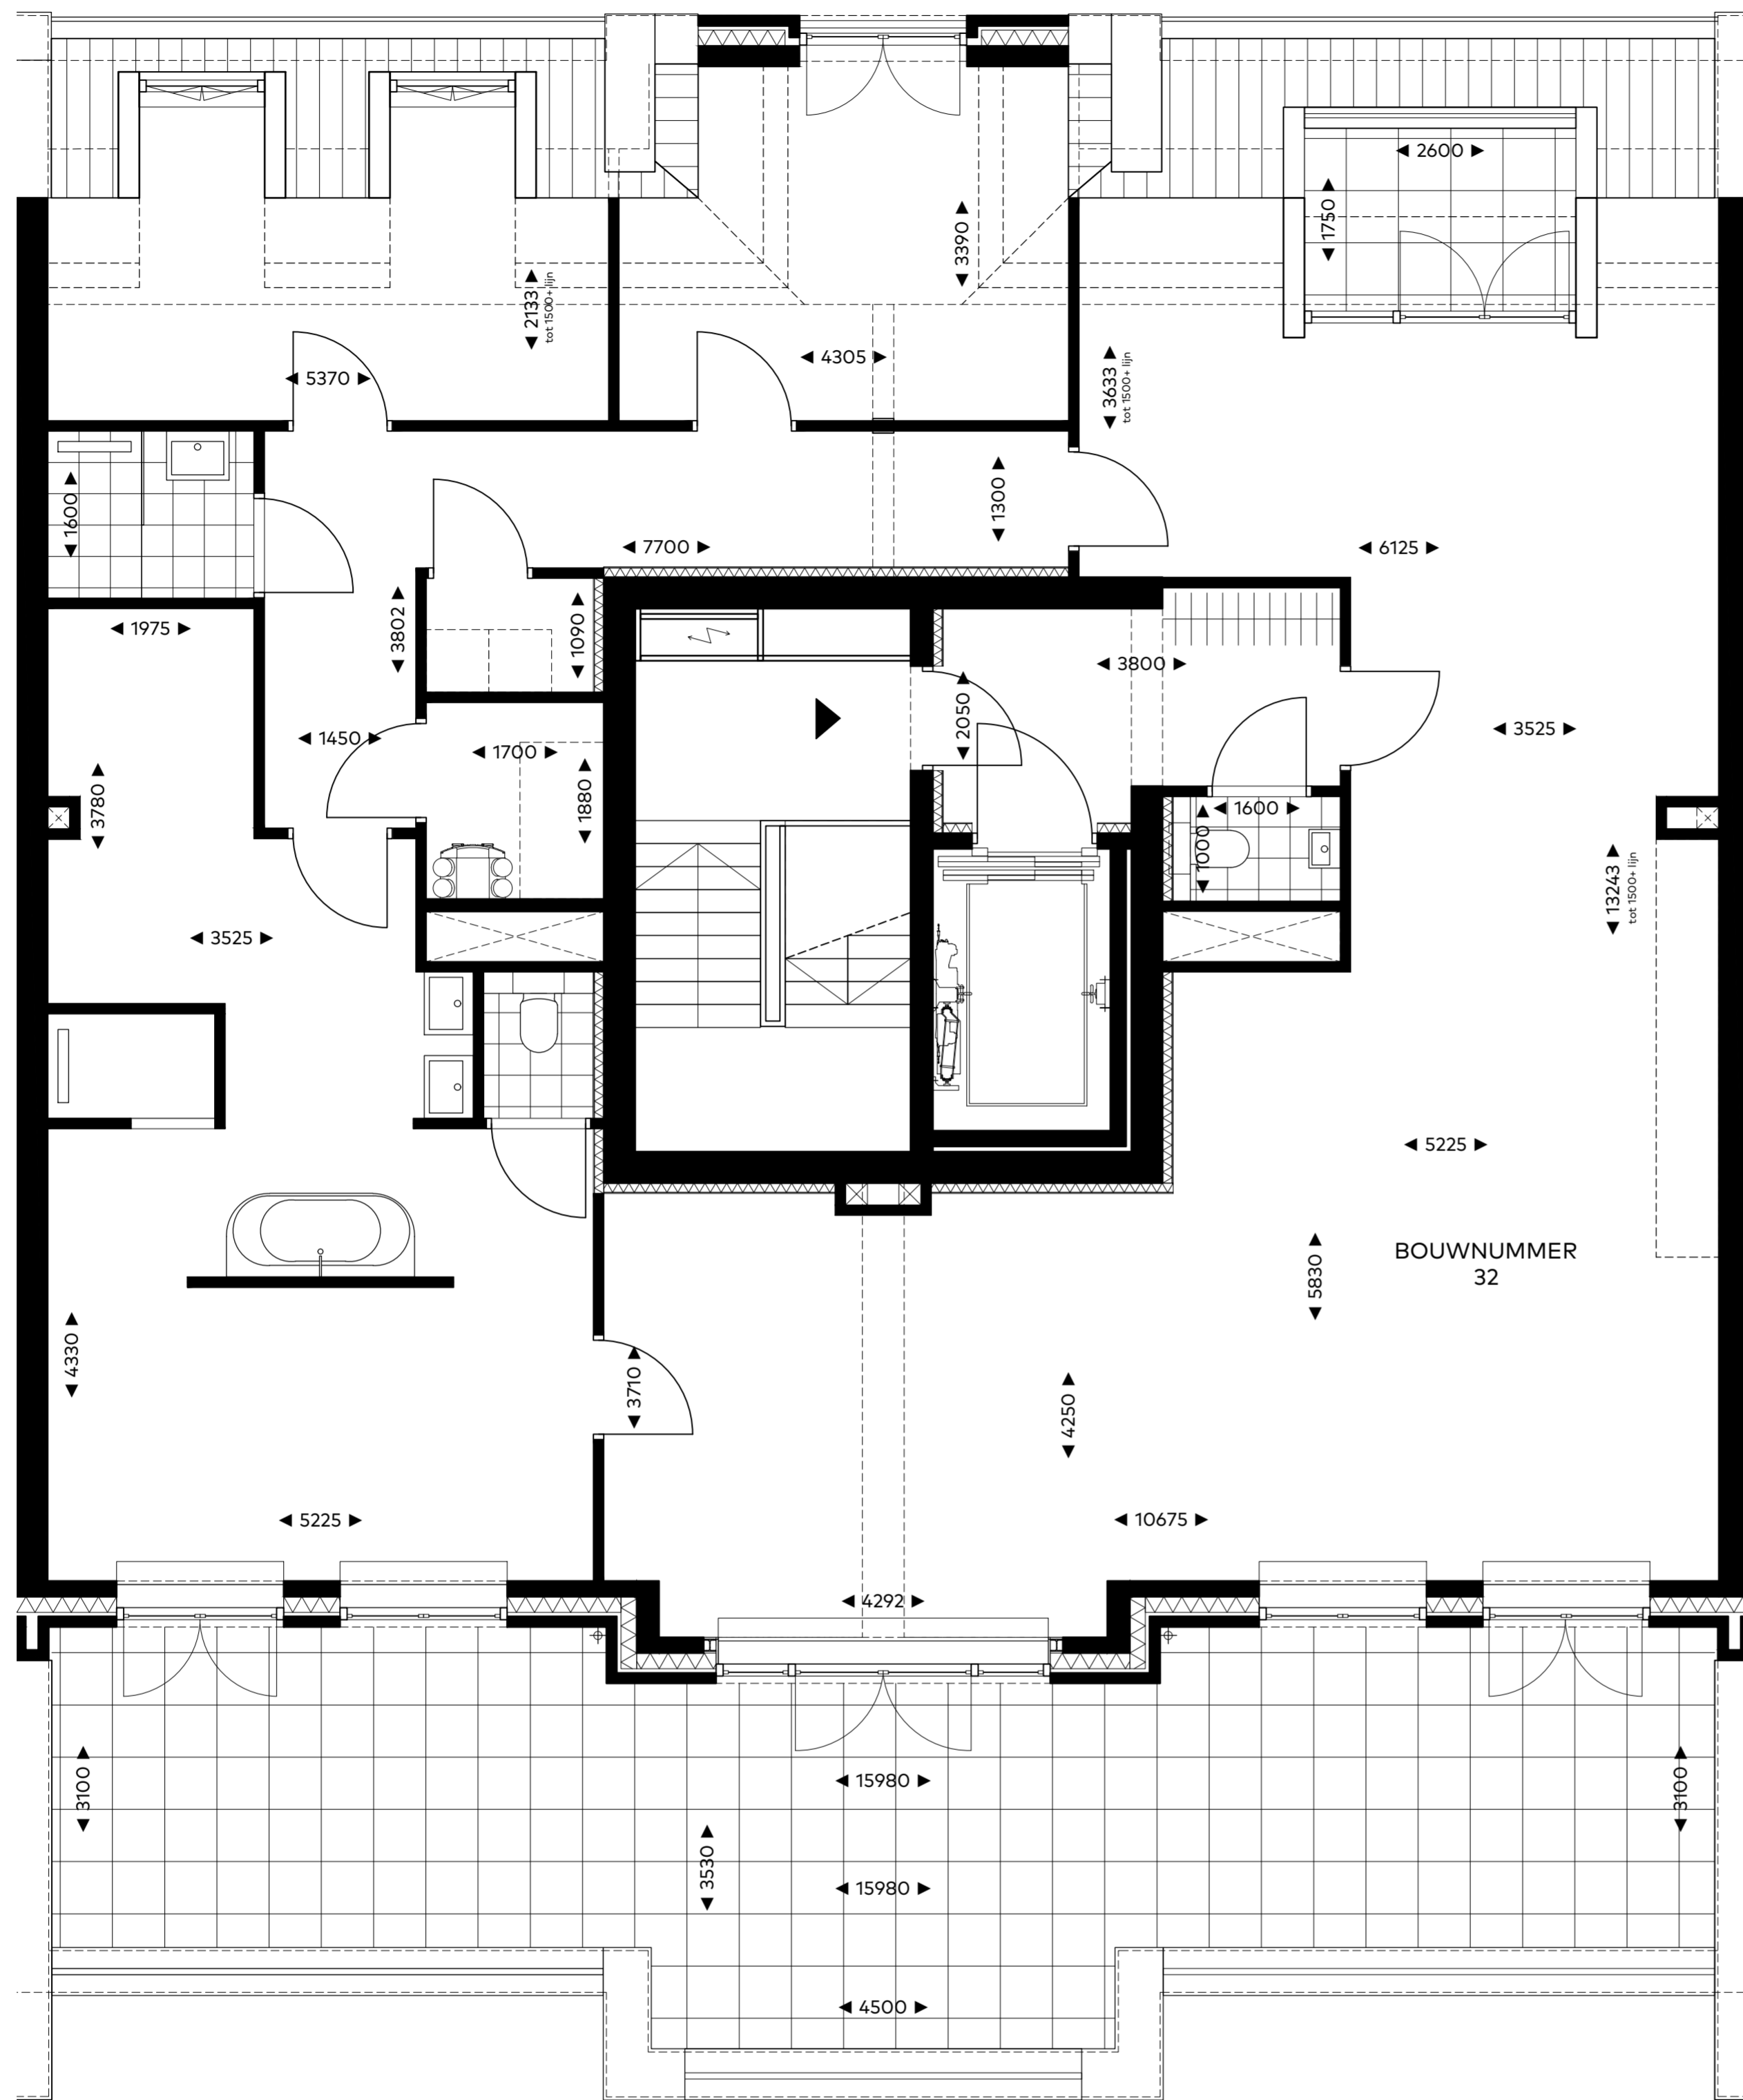 ◄ 2600 ►
◄ 1750 ►
◄ 3390 ►
◄ 2133 ►
tot 1500+ lijn
◄ 4305 ►
◄ 3633 ►
tot 1500+ lijn
◄ 5370 ►
◄ 1600 ►
◄ 1300 ►
◄ 7700 ►
◄ 6125 ►
◄ 1975 ►
◄ 3802 ►
◄ 1090 ►
◄ 3800 ►
◄ 2050 ►
◄ 1450 ►
◄ 1700 ►
◄ 3525 ►
◄ 3780 ►
◄ 1880 ►
◄ 1600 ►
◄ 1000 ►
◄ 13243 ►
tot 1500+ lijn
◄ 3525 ►
◄ 5225 ►
BOUWNUMMER
32
◄ 5830 ►
◄ 4330 ►
◄ 3710 ►
◄ 4250 ►
◄ 5225 ►
◄ 10675 ►
◄ 4292 ►
◄ 3100 ►
◄ 15980 ►
◄ 3100 ►
◄ 3530 ►
◄ 15980 ►
◄ 4500 ►